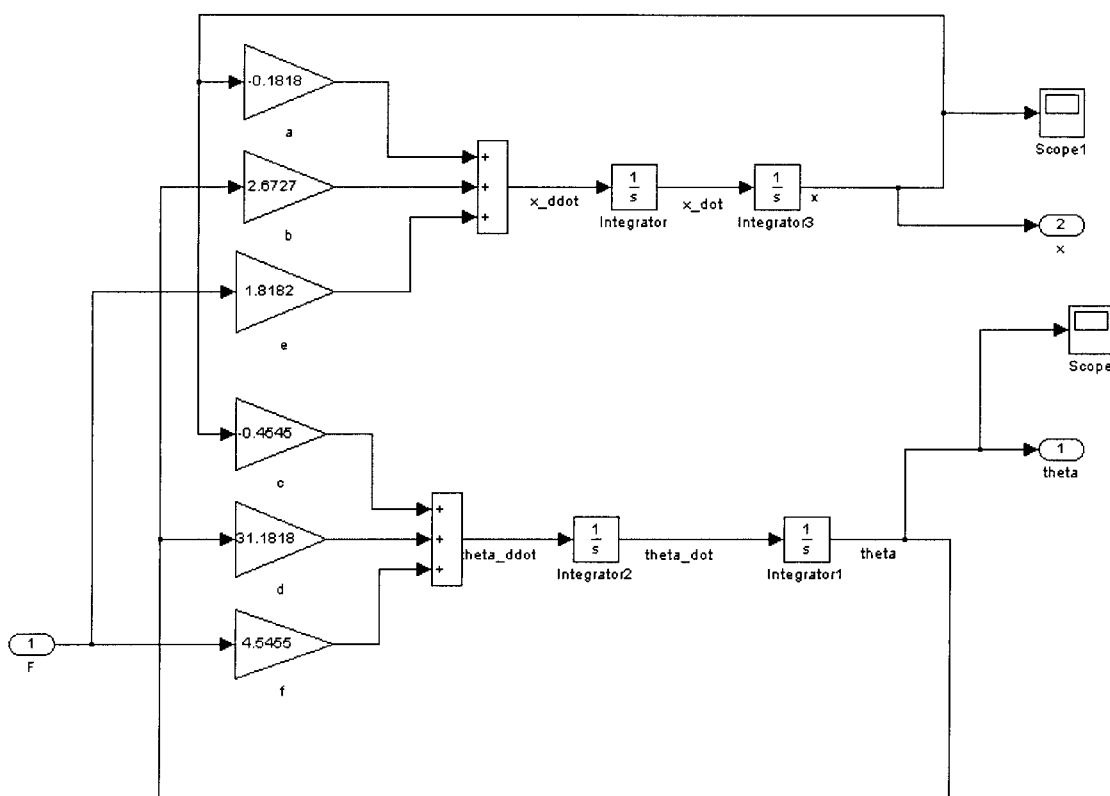 -0.1818
a
2.6727
b
1.8182
e
-0.4545
c
31.1818
d
4.5455
f
1
F
+
+
+
x_ddot
1
s
Integrator
x_dot
1
s
Integrator3
x
Scope1
2
x
Scope
+
+
+
theta_ddot
1
s
Integrator2
theta_dot
1
s
Integrator1
theta
1
theta